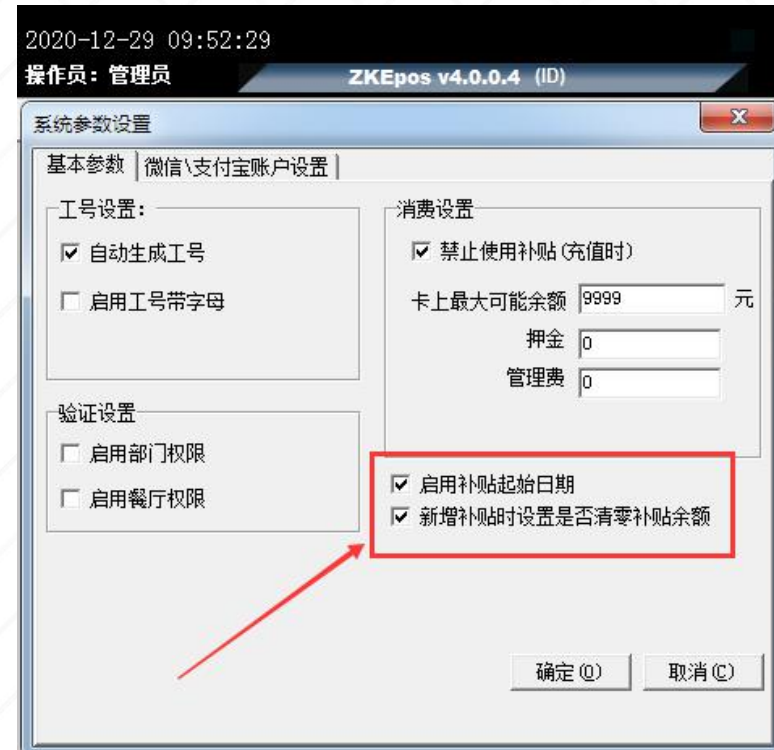 2020-12-29 09:52:29
操作员：管理员
ZKEpos v4.0.0.4 (ID)
系统参数设置
基本参数
微信\支付宝账户设置
工号设置：
自动生成工号
启用工号带字母
验证设置
启用部门权限
启用餐厅权限
消费设置
禁止使用补贴(充值时)
卡上最大可能余额 9999 元
押金 0
管理费 0
启用补贴起始日期
新增补贴时设置是否清零补贴余额
确定(O) 取消(C)